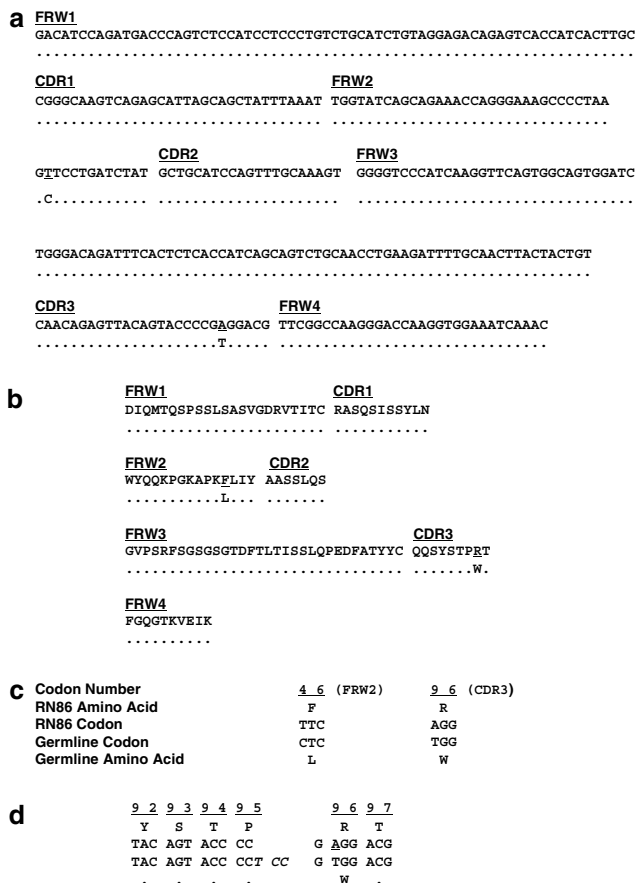 a FRW1
GACATCCAGATGACCCAGTCTCCATCCTCCCTGTCTGCATCTGTAGGAGACAGAGTCACCATCACTTGC
.....................................................................
CDR1 FRW2
CGGGCAAGTCAGAGCATTAGCAGCTATTTAAAT TGGTATCAGCAGAAACCAGGGAAAGCCCCTAA
................................. ................................
CDR2 FRW3
GTTCCTGATCTAT GCTGCATCCAGTTTGCAAAGT GGGGTCCCATCAAGGTTCAGTGGCAGTGGATC
.C........... ..................... ................................
TGGGACAGATTTCACTCTCACCATCAGCAGTCTGCAACCTGAAGATTTTGCAACTTACTACTGT
................................................................
CDR3 FRW4
CAACAGAGTTACAGTACCCCGAGGACG TTCGGCCAAGGGACCAAGGTGGAAATCAAAC
.....................T..... ...............................
b FRW1 CDR1
DIQMTQSPSSLSASVGDRVTITC RASQSISSYLN
....................... ...........
FRW2 CDR2
WYQQKPGKAPKFLIY AASSLQS
...........L... .......
FRW3 CDR3
GVPSRFSGSGSGTDFTLTISSLQPEDFATYYC QQSYSTPRT
................................ .......W.
FRW4
FGQGTKVEIK
..........
c Codon Number 4 6 (FRW2) 9 6 (CDR3)
RN86 Amino Acid F R
RN86 Codon TTC AGG
Germline Codon CTC TGG
Germline Amino Acid L W
d 9 2 9 3 9 4 9 5 9 6 9 7
Y S T P R T
TAC AGT ACC CC G AGG ACG
TAC AGT ACC CCT CC G TGG ACG
. . . . W .